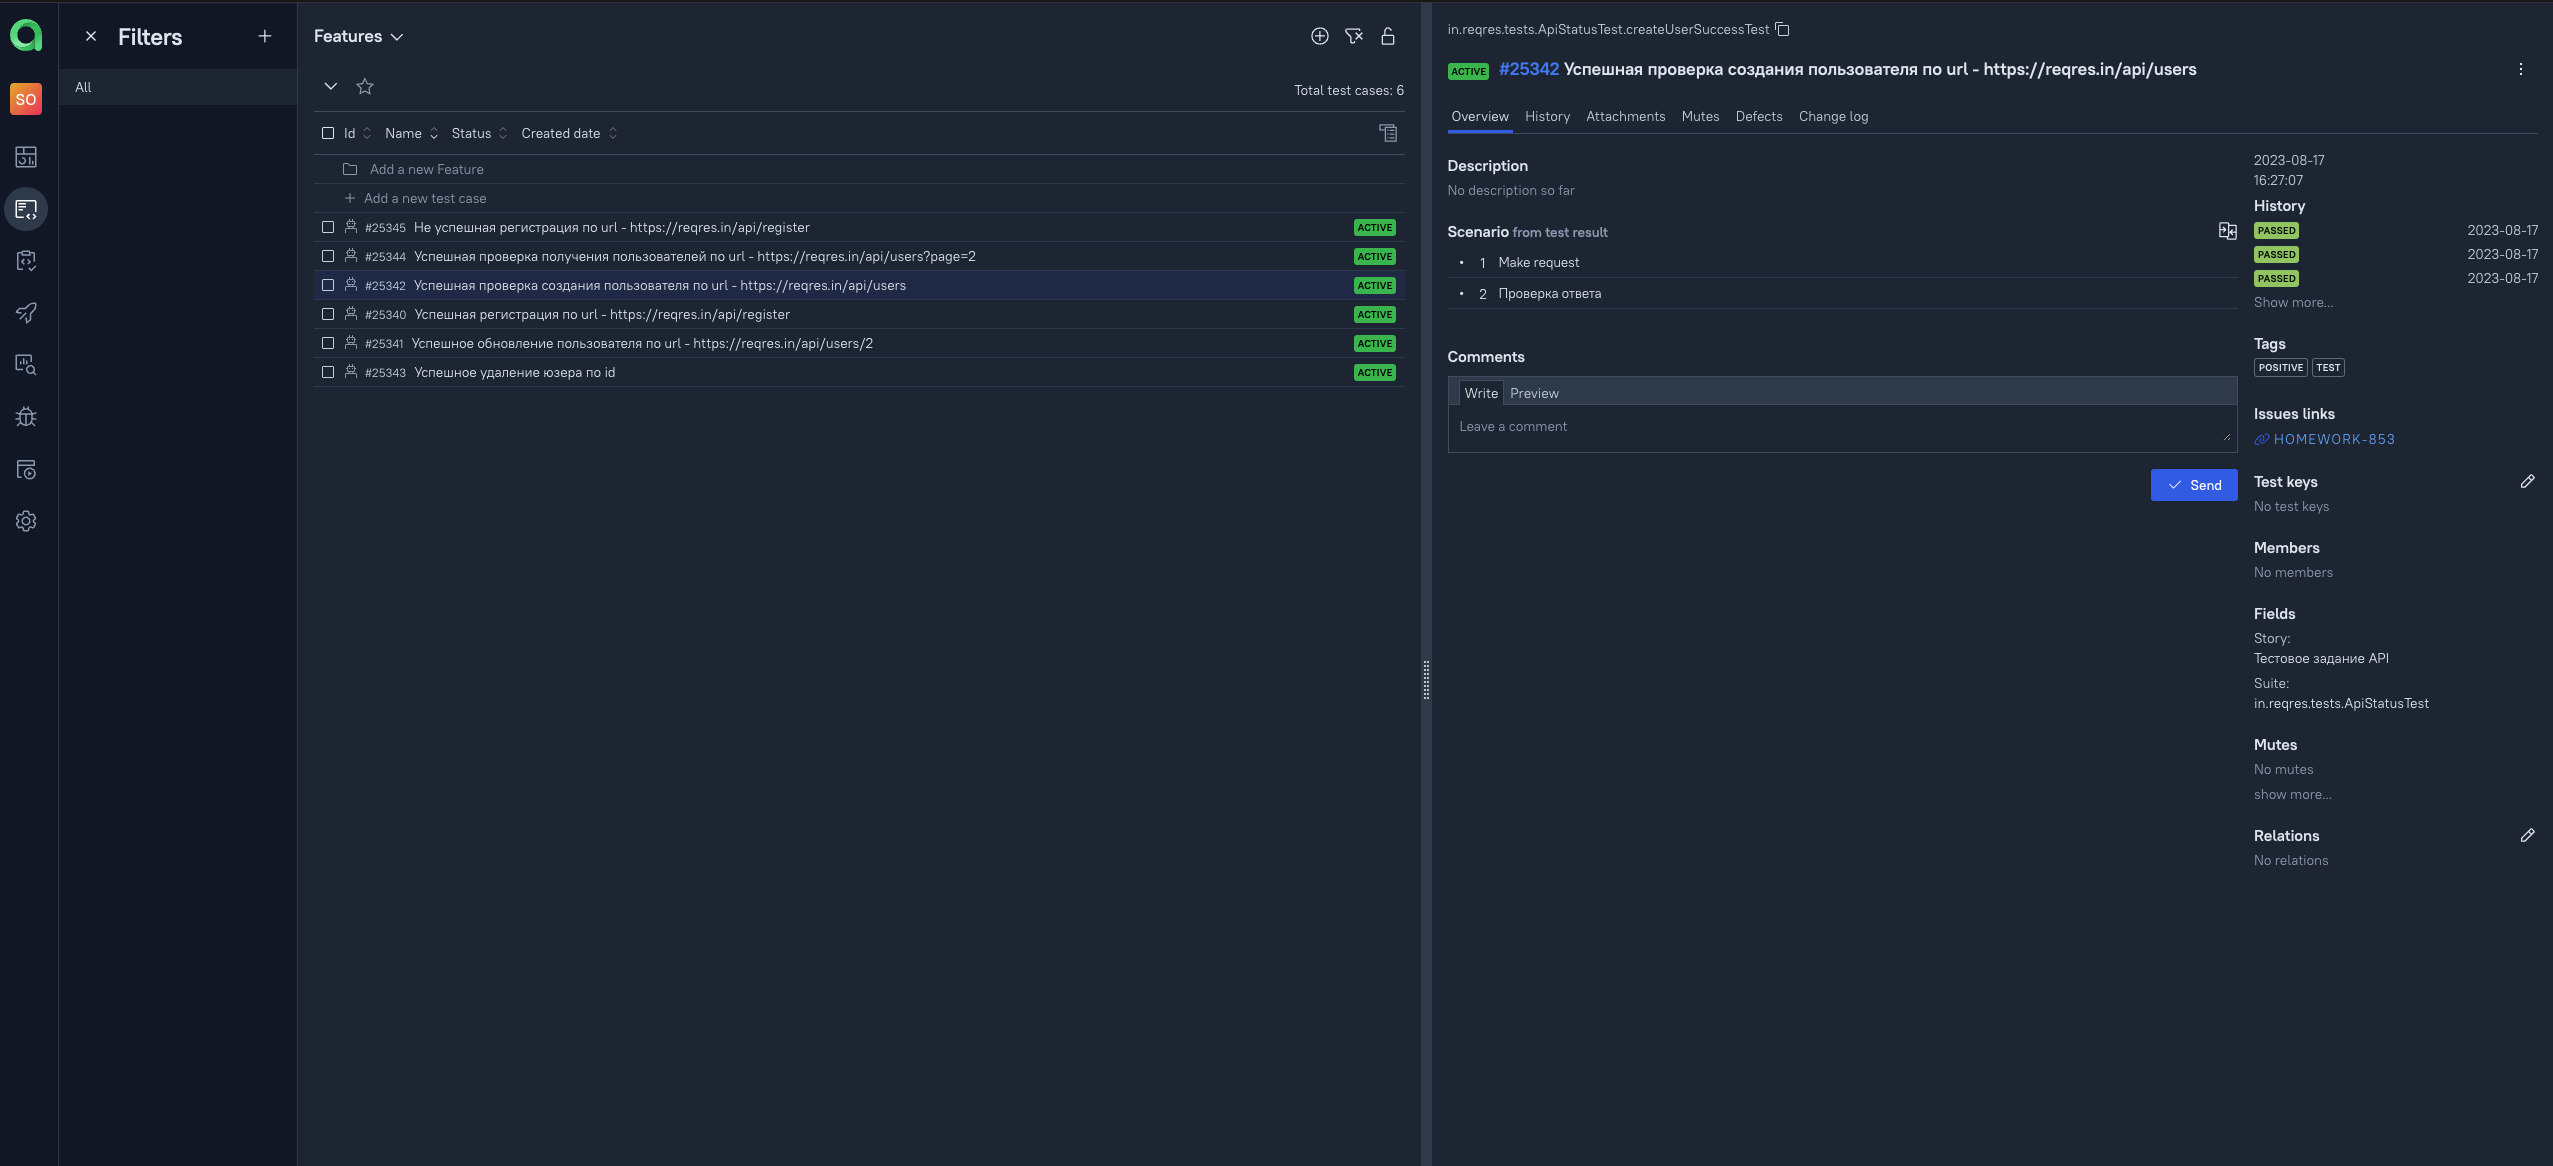 SO
Filters
All
Features
Total test cases: 6
Id Name Status Created date
Add a new Feature
Add a new test case
#25345 Не успешная регистрация по url - https://reqres.in/api/register ACTIVE
#25344 Успешная проверка получения пользователей по url - https://reqres.in/api/users?page=2 ACTIVE
#25342 Успешная проверка создания пользователя по url - https://reqres.in/api/users ACTIVE
#25340 Успешная регистрация по url - https://reqres.in/api/register ACTIVE
#25341 Успешное обновление пользователя по url - https://reqres.in/api/users/2 ACTIVE
#25343 Успешное удаление юзера по id ACTIVE
in.reqres.tests.ApiStatusTest.createUserSuccessTest
ACTIVE #25342 Успешная проверка создания пользователя по url - https://reqres.in/api/users
Overview History Attachments Mutes Defects Change log
Description
No description so far
Scenario from test result
• 1 Make request
• 2 Проверка ответа
Comments
Write Preview
Leave a comment
Send
2023-08-17
16:27:07
History
PASSED 2023-08-17
PASSED 2023-08-17
PASSED 2023-08-17
Show more...
Tags
POSITIVE TEST
Issues links
HOMEWORK-853
Test keys
No test keys
Members
No members
Fields
Story:
Тестовое задание API
Suite:
in.reqres.tests.ApiStatusTest
Mutes
No mutes
show more...
Relations
No relations